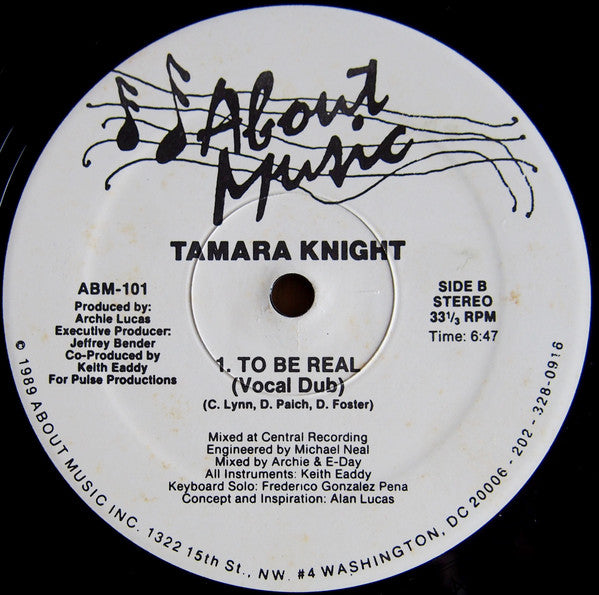 About
Music
TAMARA KNIGHT
ABM-101
Produced by:
Archie Lucas
Executive Producer:
Jeffrey Bender
Co-Produced by
Keith Eaddy
For Pulse Productions
SIDE B
STEREO
33 1/3 RPM
Time: 6:47
1. TO BE REAL
(Vocal Dub)
(C. Lynn, D. Paich, D. Foster)
Mixed at Central Recording
Engineered by Michael Neal
Mixed by Archie & E-Day
All Instruments: Keith Eaddy
Keyboard Solo: Frederico Gonzalez Pena
Concept and Inspiration: Alan Lucas
© 1989 ABOUT MUSIC INC. 1322 15th St., NW. #4 WASHINGTON, DC 20006 - 202 - 328-0916